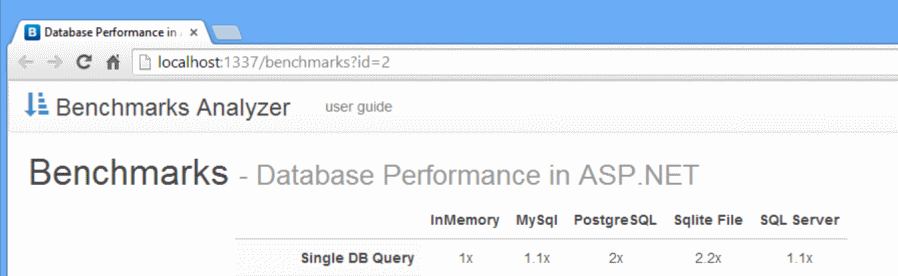 Database Performance in
localhost:1337/benchmarks?id=2
Benchmarks Analyzer user guide
Benchmarks - Database Performance in ASP.NET
InMemory MySql PostgreSQL Sqlite File SQL Server
Single DB Query 1x 1.1x 2x 2.2x 1.1x